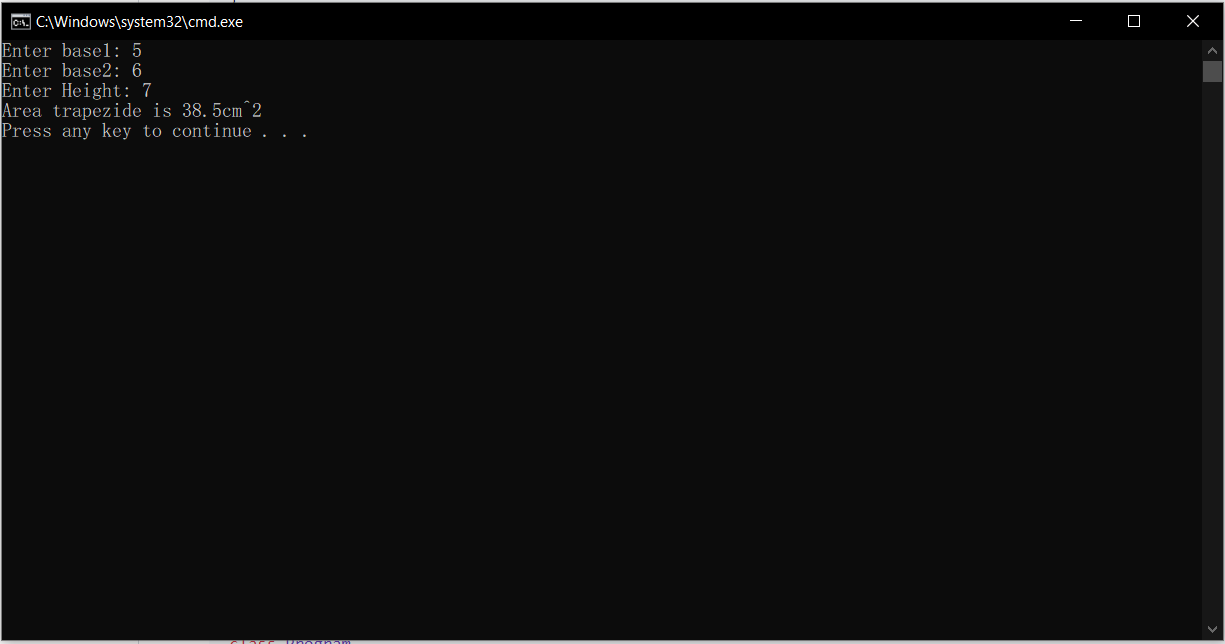 C:\Windows\system32\cmd.exe
Enter base1: 5
Enter base2: 6
Enter Height: 7
Area trapezide is 38.5cm^2
Press any key to continue . . .
class Program